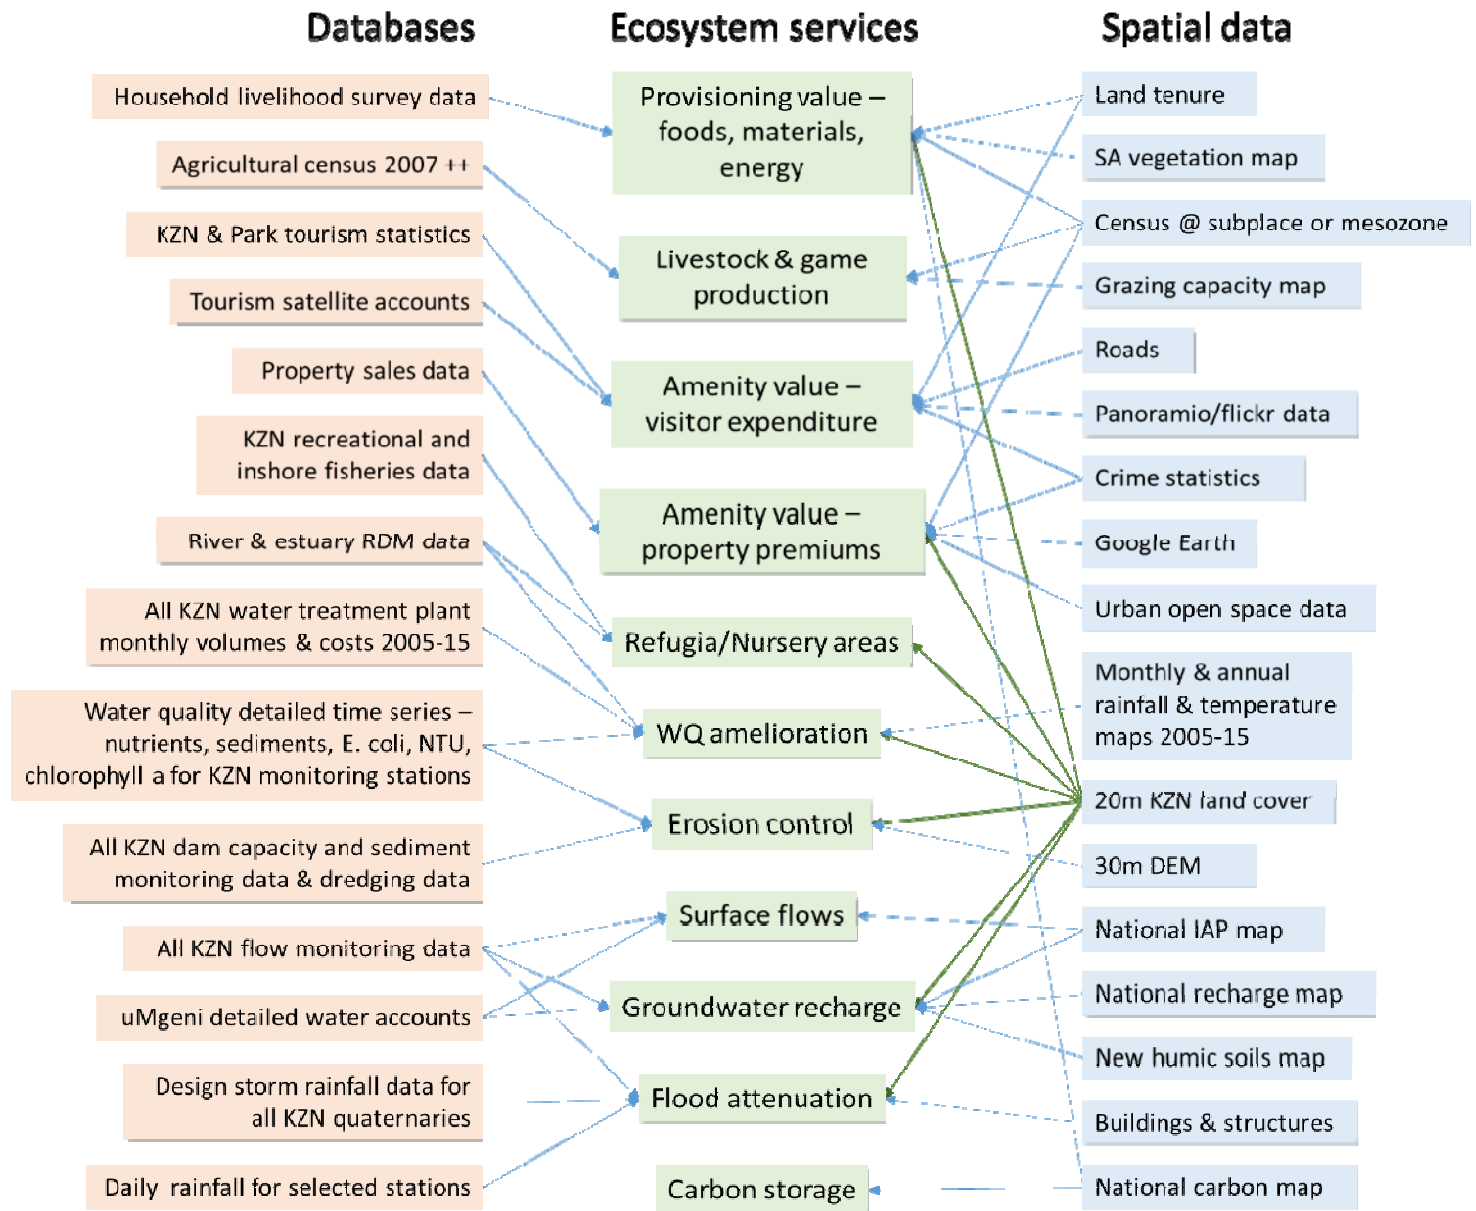 Databases
Household livelihood survey data
Agricultural census 2007 ++
KZN & Park tourism statistics
Tourism satellite accounts
Property sales data
KZN recreational and
inshore fisheries data
River & estuary RDM data
All KZN water treatment plant
monthly volumes & costs 2005-15
Water quality detailed time series –
nutrients, sediments, E. coli, NTU,
chlorophyll a for KZN monitoring stations
All KZN dam capacity and sediment
monitoring data & dredging data
All KZN flow monitoring data
uMgeni detailed water accounts
Design storm rainfall data for
all KZN quaternaries
Daily rainfall for selected stations
Ecosystem services
Provisioning value –
foods, materials,
energy
Livestock & game
production
Amenity value –
visitor expenditure
Amenity value –
property premiums
Refugia/Nursery areas
WQ amelioration
Erosion control
Surface flows
Groundwater recharge
Flood attenuation
Carbon storage
Spatial data
Land tenure
SA vegetation map
Census @ subplace or mesozone
Grazing capacity map
Roads
Panoramio/flickr data
Crime statistics
Google Earth
Urban open space data
Monthly & annual
rainfall & temperature
maps 2005-15
20m KZN land cover
30m DEM
National IAP map
National recharge map
New humic soils map
Buildings & structures
National carbon map